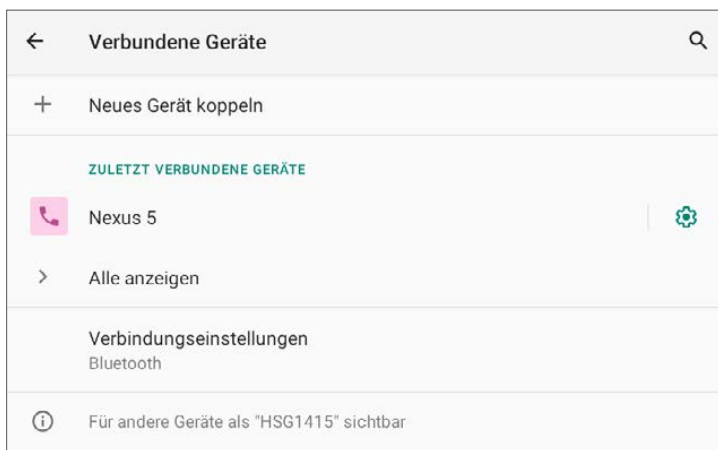 Verbundene Geräte
Neues Gerät koppeln
ZULETZT VERBUNDENE GERÄTE
Nexus 5
Alle anzeigen
Verbindungseinstellungen
Bluetooth
Für andere Geräte als "HSG1415" sichtbar